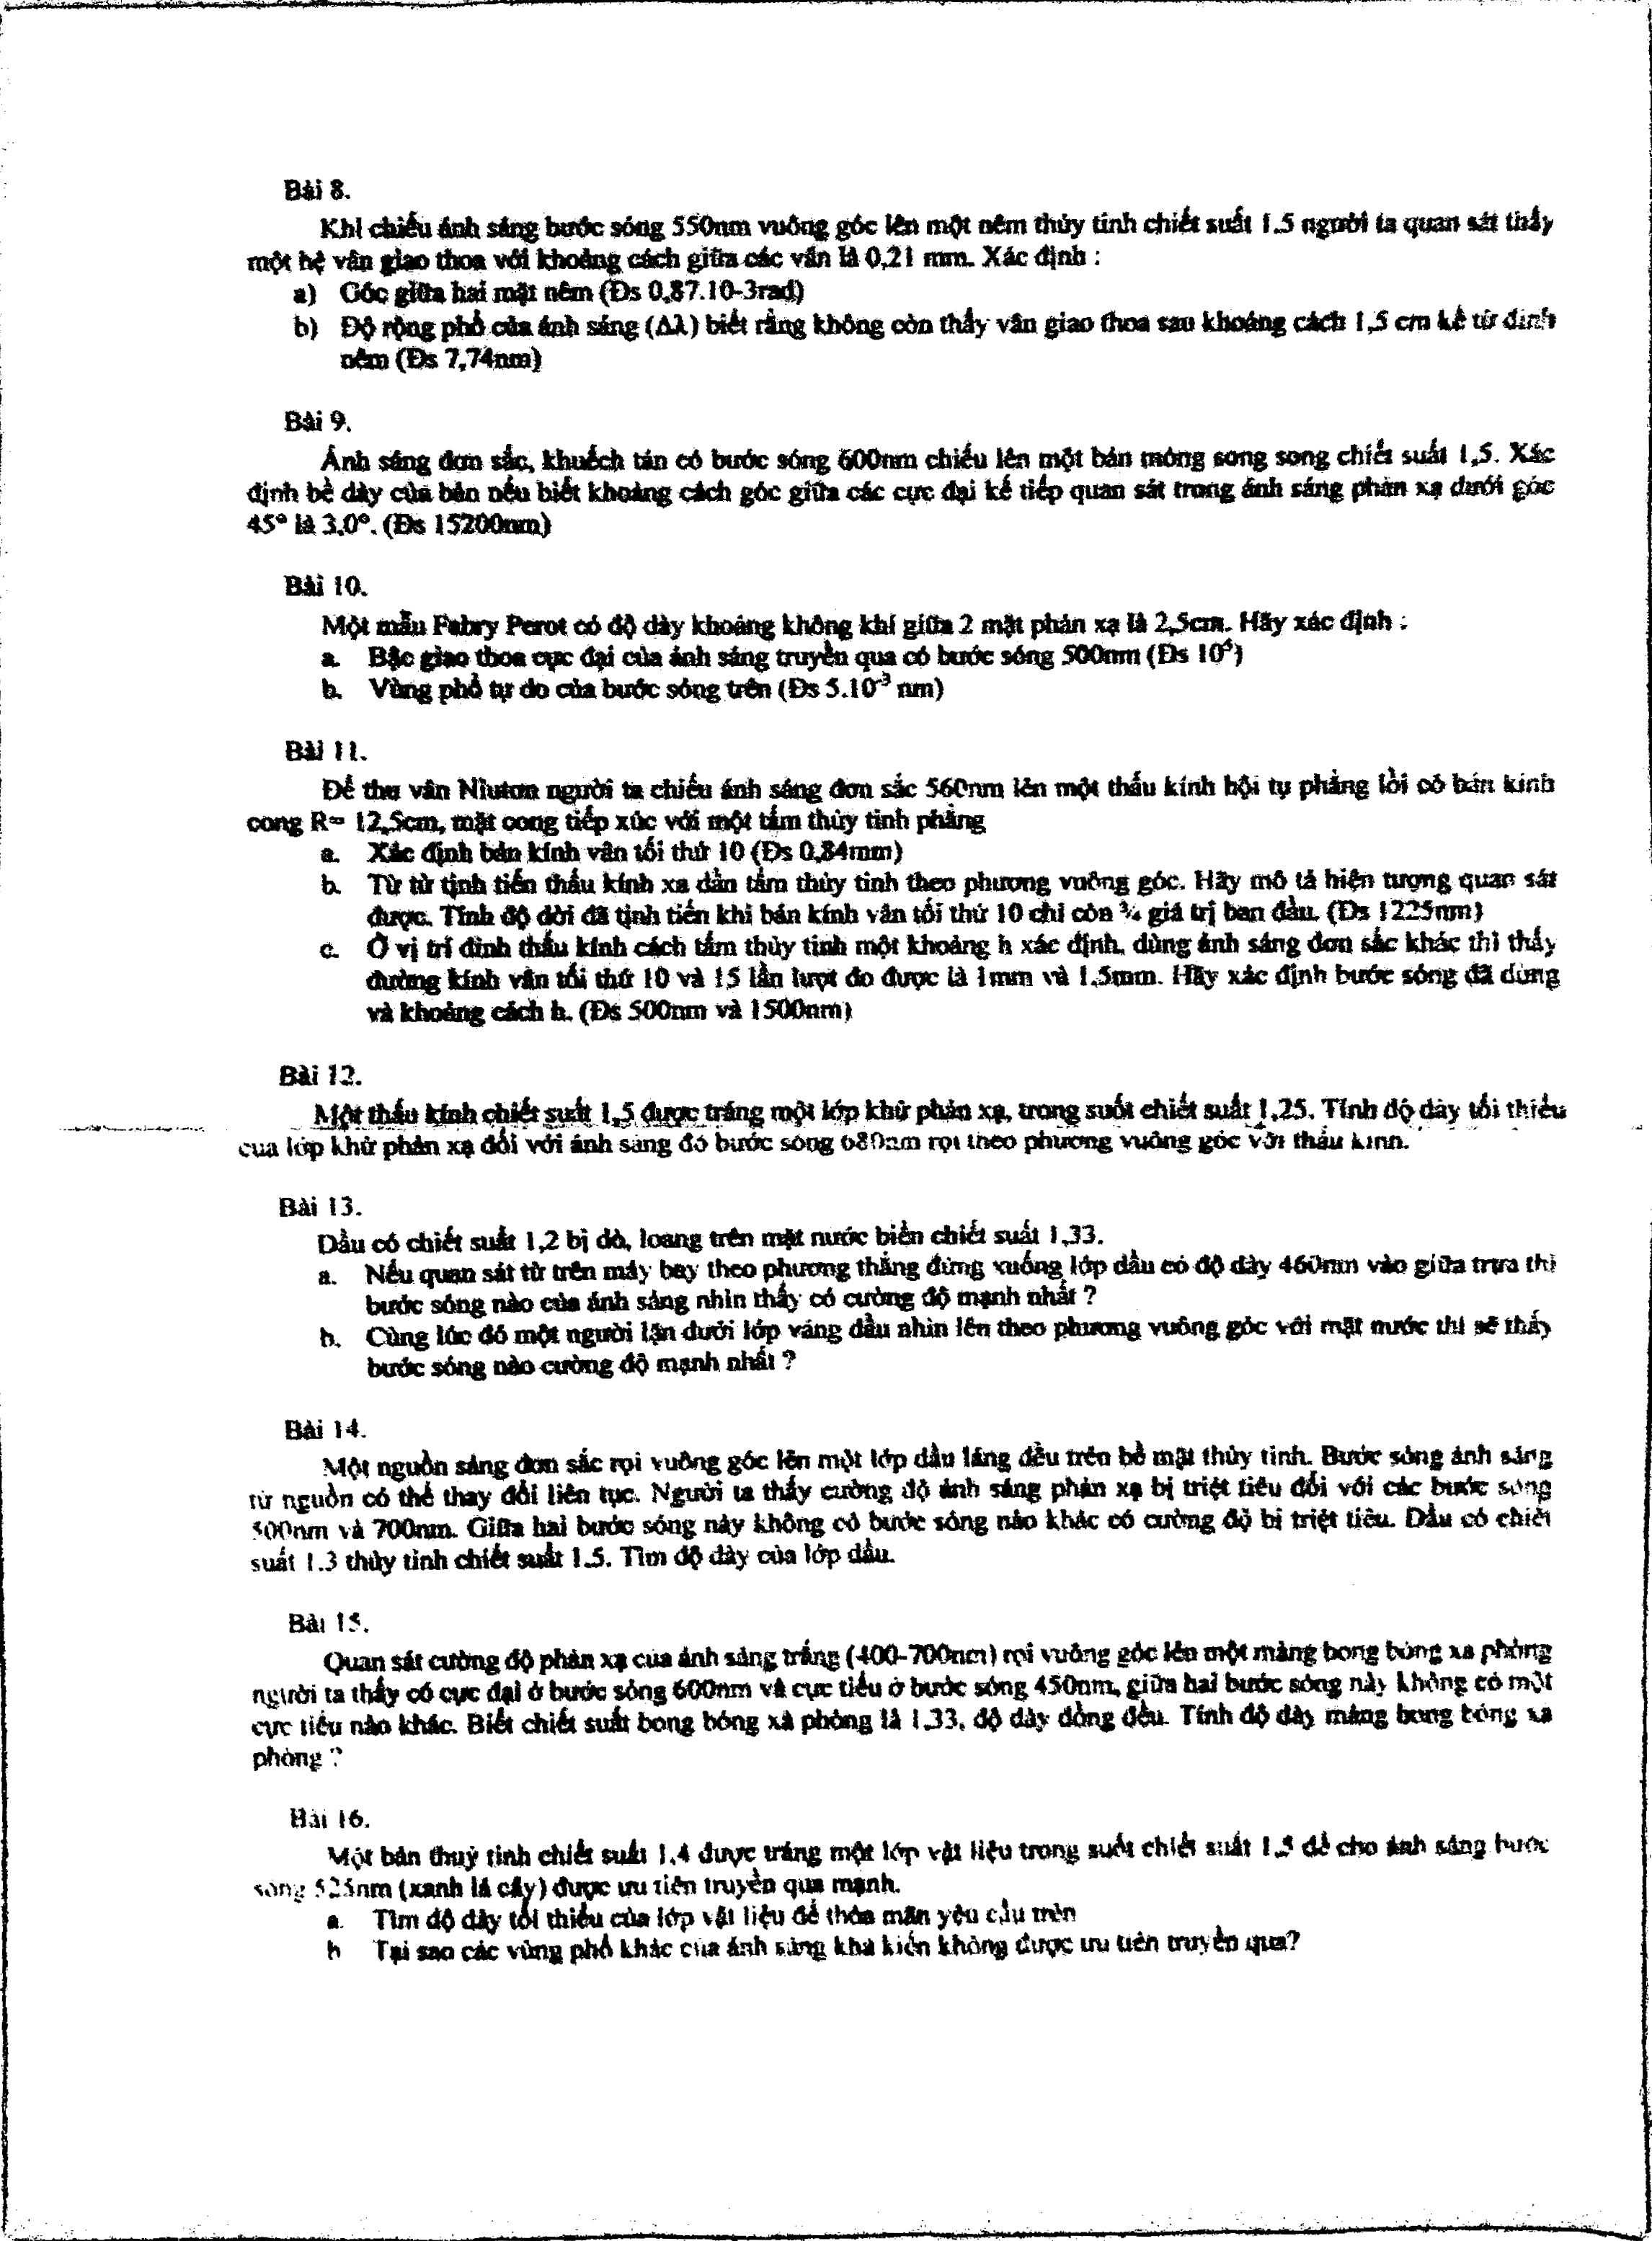 Bài 8.
Khi chiếu ánh sáng bước sóng 550nm vuông góc lên một nêm thủy tinh chiết suất 1.5 người ta quan sát thấy
một hệ vân giao thoa với khoảng cách giữa các vân là 0,21 mm. Xác định :
a) Góc giữa hai mặt nêm (Đs 0,87.10-3rad)
b) Độ rộng phổ của ánh sáng (Δλ) biết rằng không còn thấy vân giao thoa sau khoảng cách 1,5 cm kể từ đỉnh
nêm (Đs 7,74nm)
Bài 9.
Ánh sáng đơn sắc, khuếch tán có bước sóng 600nm chiếu lên một bản mỏng song song chiết suất 1,5. Xác
định bề dày của bản nếu biết khoảng cách góc giữa các cực đại kế tiếp quan sát trong ánh sáng phản xạ dưới góc
45° là 3,0°. (Đs 15200nm)
Bài 10.
Một mẫu Fabry Perot có độ dày khoảng không khí giữa 2 mặt phản xạ là 2,5cm. Hãy xác định :
a. Bậc giao thoa cực đại của ánh sáng truyền qua có bước sóng 500nm (Đs 10⁵)
b. Vùng phổ tự do của bước sóng trên (Đs 5.10⁻³ nm)
Bài 11.
Để thu vân Niuton người ta chiếu ánh sáng đơn sắc 560nm lên một thấu kính hội tụ phẳng lồi có bán kính
cong R= 12,5cm, mặt cong tiếp xúc với một tấm thủy tinh phẳng
a. Xác định bán kính vân tối thứ 10 (Đs 0,84mm)
b. Từ từ tịnh tiến thấu kính xa dần tấm thủy tinh theo phương vuông góc. Hãy mô tả hiện tượng quan sát
được. Tính độ dời đã tịnh tiến khi bán kính vân tối thứ 10 chỉ còn ¾ giá trị ban đầu. (Đs 1225nm)
c. Ở vị trí đỉnh thấu kính cách tấm thủy tinh một khoảng h xác định, dùng ánh sáng đơn sắc khác thì thấy
đường kính vân tối thứ 10 và 15 lần lượt đo được là 1mm và 1,5mm. Hãy xác định bước sóng đã dùng
và khoảng cách h. (Đs 500nm và 1500nm)
Bài 12.
Một thấu kính chiết suất 1,5 được tráng một lớp khử phản xạ, trong suốt chiết suất 1,25. Tính độ dày tối thiểu
của lớp khử phản xạ đối với ánh sáng đỏ bước sóng 680nm rọi theo phương vuông góc với thấu kính.
Bài 13.
Dầu có chiết suất 1,2 bị dò, loang trên mặt nước biển chiết suất 1,33.
a. Nếu quan sát từ trên máy bay theo phương thẳng đứng xuống lớp dầu có độ dày 460nm vào giữa trưa thì
bước sóng nào của ánh sáng nhìn thấy có cường độ mạnh nhất ?
b. Cùng lúc đó một người lặn dưới lớp váng dầu nhìn lên theo phương vuông góc với mặt nước thì sẽ thấy
bước sóng nào cường độ mạnh nhất ?
Bài 14.
Một nguồn sáng đơn sắc rọi vuông góc lên một lớp dầu láng đều trên bề mặt thủy tinh. Bước sóng ánh sáng
từ nguồn có thể thay đổi liên tục. Người ta thấy cường độ ánh sáng phản xạ bị triệt tiêu đối với các bước sóng
500nm và 700nm. Giữa hai bước sóng này không có bước sóng nào khác có cường độ bị triệt tiêu. Dầu có chiết
suất 1.3 thủy tinh chiết suất 1.5. Tìm độ dày của lớp dầu.
Bài 15.
Quan sát cường độ phản xạ của ánh sáng trắng (400-700nm) rọi vuông góc lên một màng bong bóng xa phòng
người ta thấy có cực đại ở bước sóng 600nm và cực tiểu ở bước sóng 450nm, giữa hai bước sóng này không có một
cực tiểu nào khác. Biết chiết suất bong bóng xà phòng là 1.33, độ dày đồng đều. Tính độ dày màng bong bóng xa
phòng ?
Bài 16.
Một bản thuỷ tinh chiết suất 1.4 được tráng một lớp vật liệu trong suốt chiết suất 1.5 để cho ánh sáng bước
sóng 525nm (xanh lá cây) được ưu tiên truyền qua mạnh.
a. Tìm độ dày tối thiểu của lớp vật liệu để thỏa mãn yêu cầu trên
b Tại sao các vùng phổ khác của ánh sáng khả kiến không được ưu tiên truyền qua?